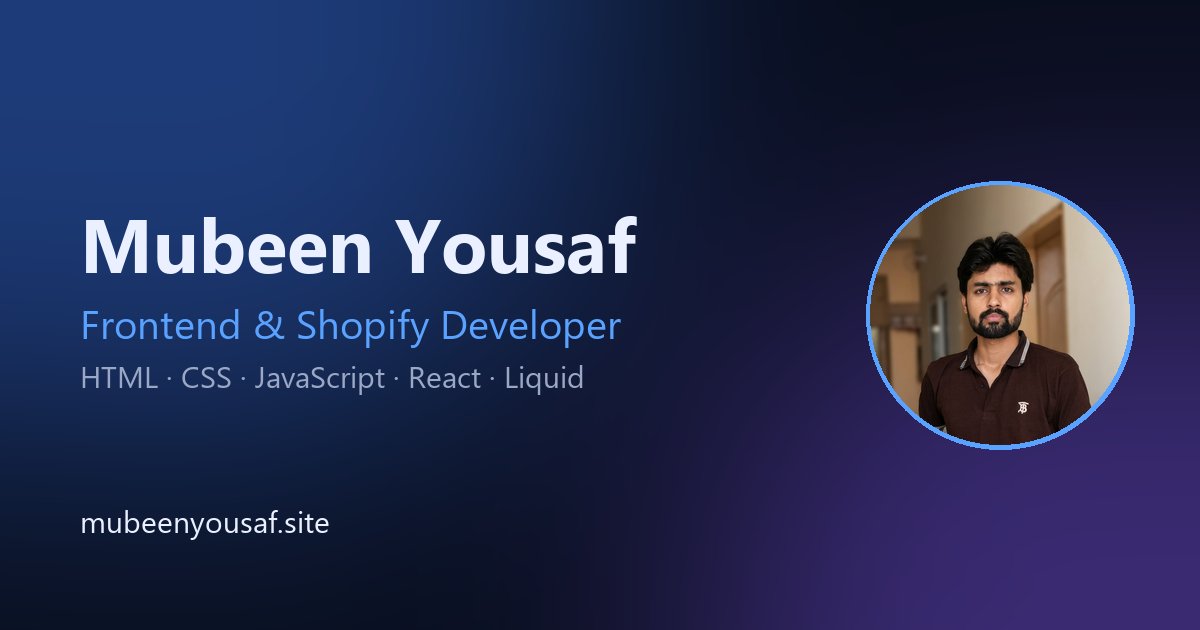 Mubeen Yousaf
Frontend & Shopify Developer
HTML · CSS · JavaScript · React · Liquid
mubeenyousaf.site